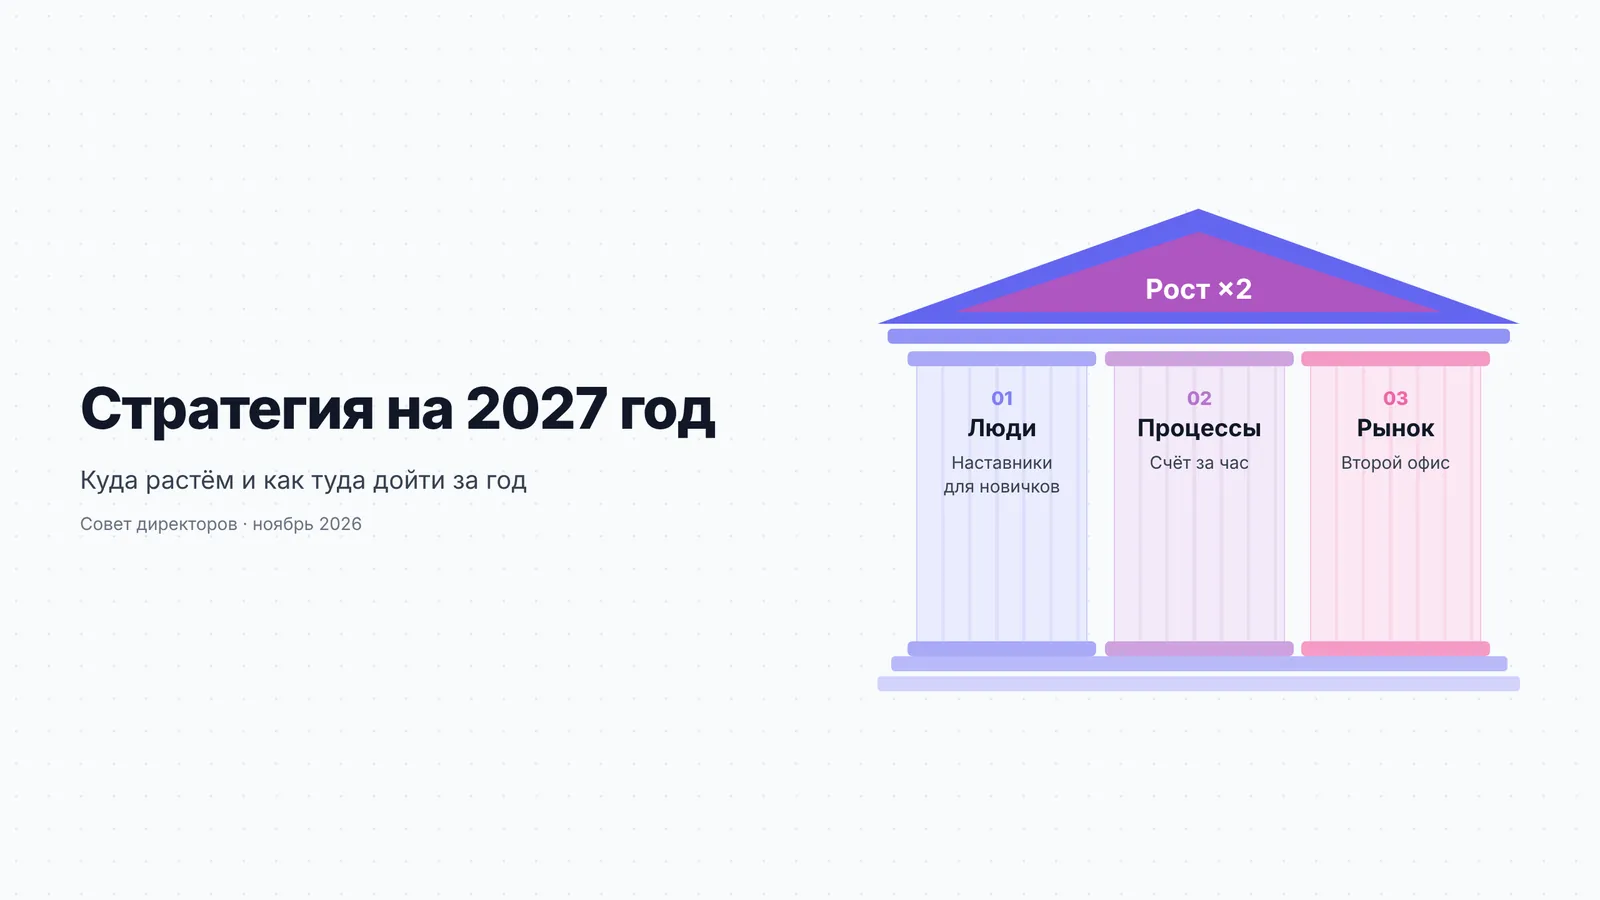 Стратегия на 2027 год
Куда растём и как туда дойти за год
Совет директоров · ноябрь 2026
Рост ×2
01
Люди
Наставники
для новичков
02
Процессы
Счёт за час
03
Рынок
Второй офис